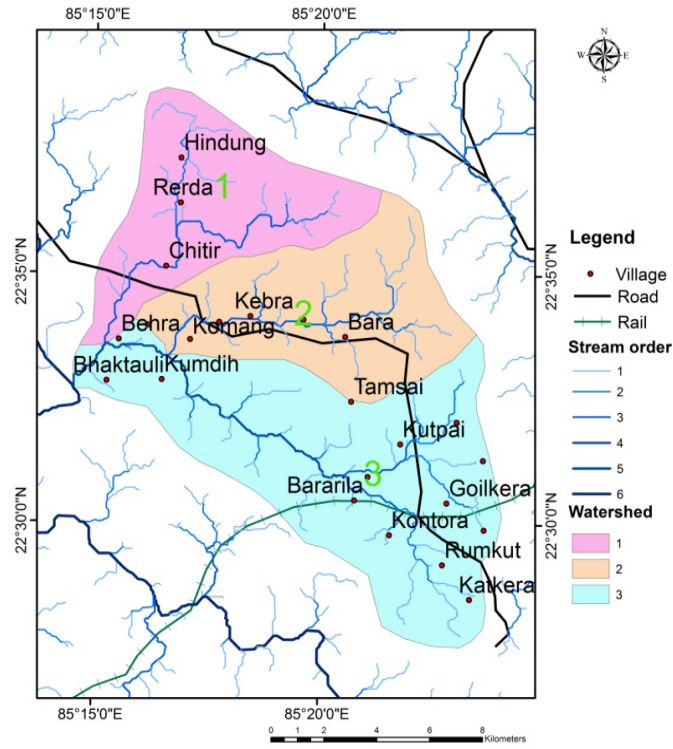 85°15'0"E 85°20'0"E
N
W E
S
Hindung
Rerda 1
Chitir
22°35'0"N 22°35'0"N
Kebra 2
Behra Komang Bara
Bhaktauli Kumdih
Tamsai
Kutpai
3
Bararila Goilkera
Kontora
22°30'0"N 22°30'0"N
Rumkut
Katkera
85°15'0"E 85°20'0"E
Legend
Village
Road
Rail
Stream order
1
2
3
4
5
6
Watershed
1
2
3
0 1 2 4 6 8
Kilometers